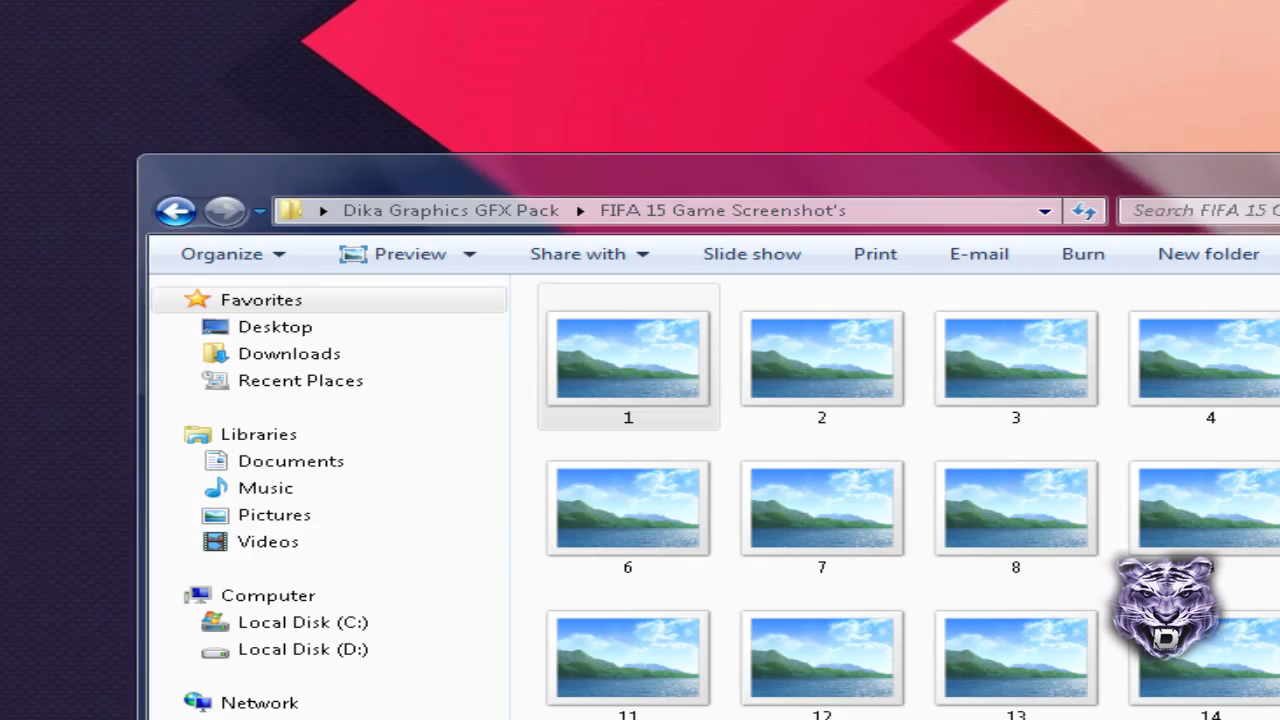 Dika Graphics GFX Pack FIFA 15 Game Screenshot's Search FIFA 15
Organize Preview Share with Slide show Print E-mail Burn New folder
Favorites
Desktop
Downloads
Recent Places
Libraries
Documents
Music
Pictures
Videos
Computer
Local Disk (C:)
Local Disk (D:)
Network
1 2 3 4
6 7 8
11 12 13 14
D